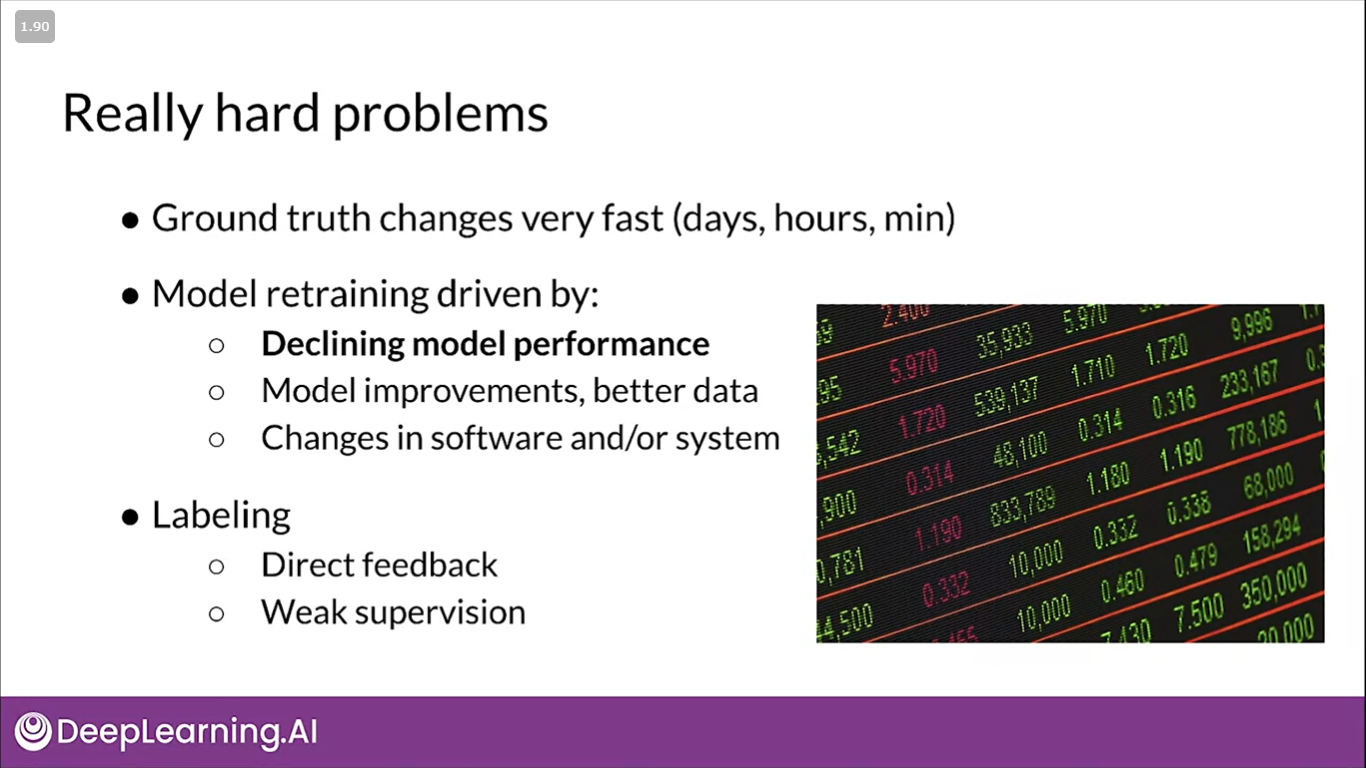 1.90
Really hard problems
● Ground truth changes very fast (days, hours, min)
● Model retraining driven by:
○ Declining model performance
○ Model improvements, better data
○ Changes in software and/or system
● Labeling
○ Direct feedback
○ Weak supervision
2.400 5.970
5.970 35,933 1.710 1.720 9,996
1.720 539,137 0.314 0.316 233,167
,542 0.314 48,100 1.180 1.190 778,186
,900 1.190 833,789 0.332 0.338 68,000
0,781 0.332 10,000 0.460 0.479 158,294
44,500 10,000 7.430 7.500 350,000
DeepLearning.AI